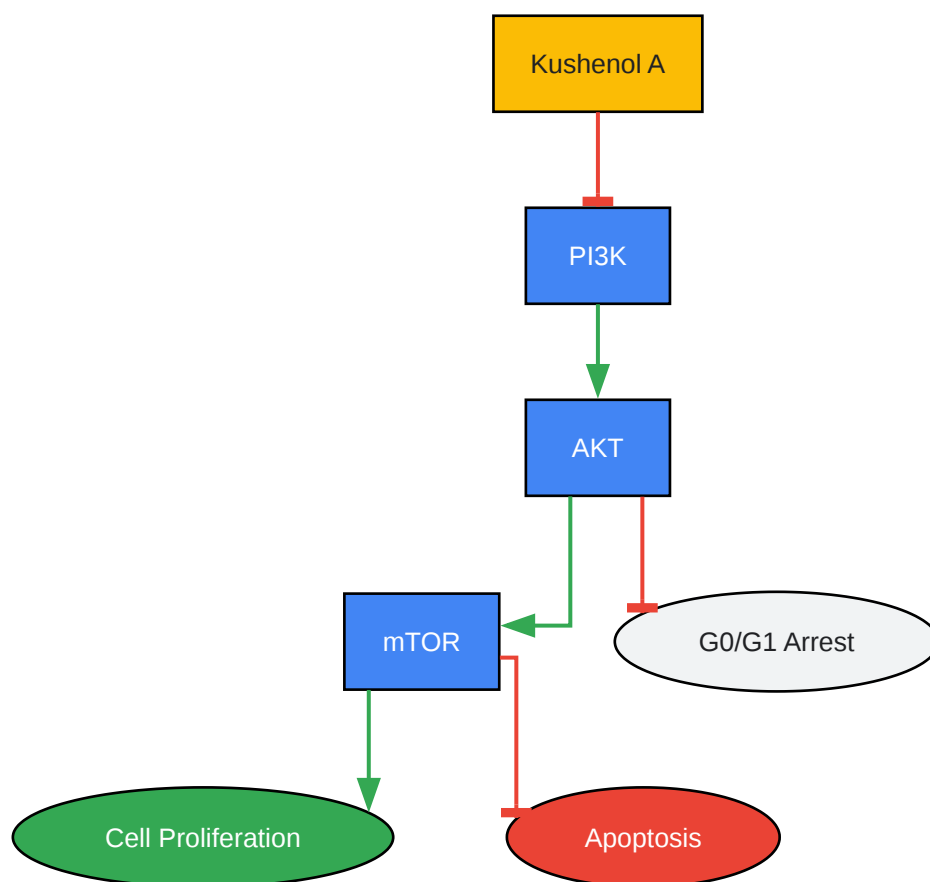 Kushenol A
PI3K
AKT
mTOR
G0/G1 Arrest
Cell Proliferation
Apoptosis